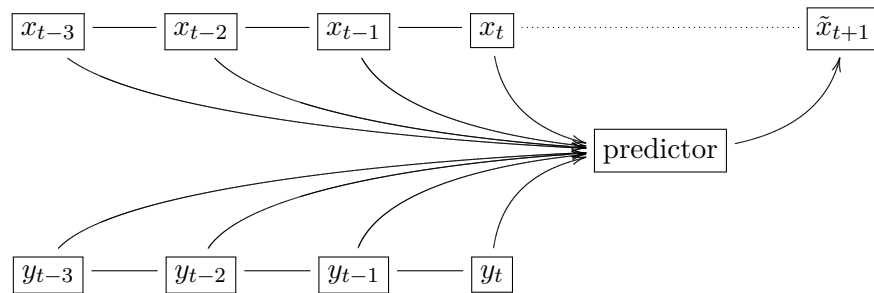 x_{t−3} x_{t−2} x_{t−1} x_t x̃_{t+1}
predictor
y_{t−3} y_{t−2} y_{t−1} y_t